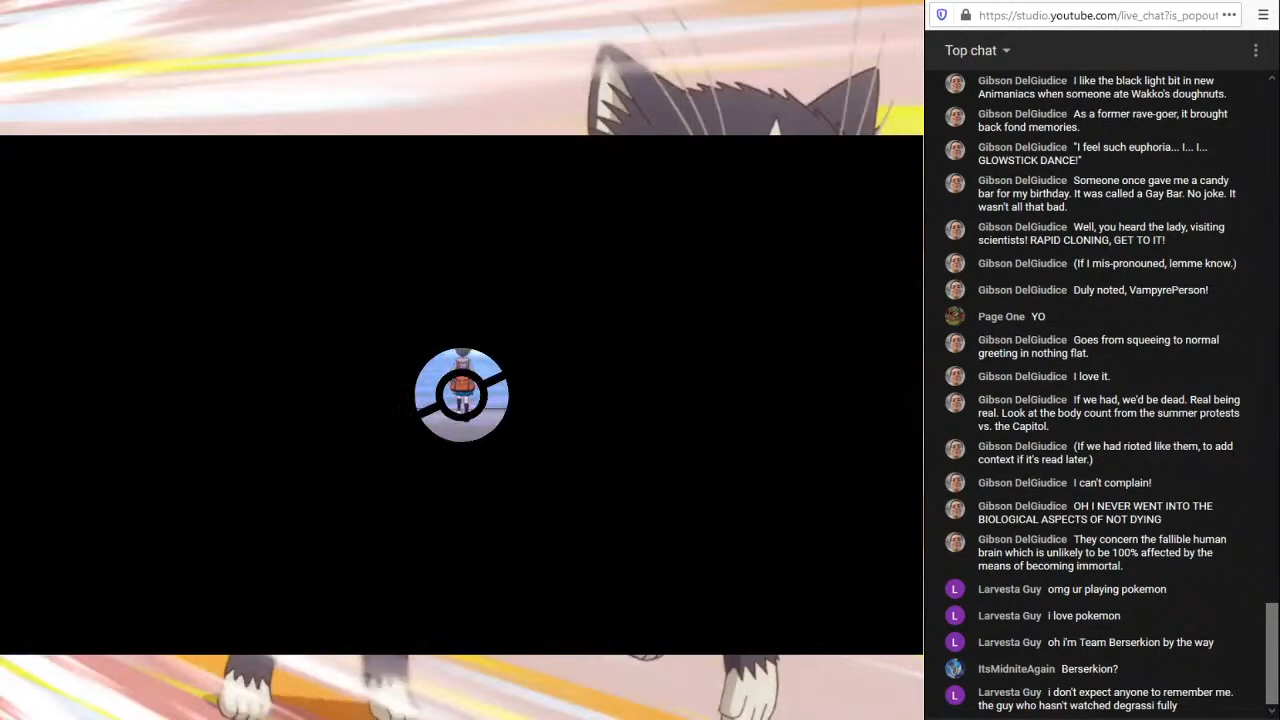 https://studio.youtube.com/live_chat?is_popout
Top chat
Gibson DelGiudice I like the black light bit in new
Animaniacs when someone ate Wakko's doughnuts.
Gibson DelGiudice As a former rave-goer, it brought
back fond memories.
Gibson DelGiudice "I feel such euphoria... I... I...
GLOWSTICK DANCE!"
Gibson DelGiudice Someone once gave me a candy
bar for my birthday. It was called a Gay Bar. No joke. It
wasn't all that bad.
Gibson DelGiudice Well, you heard the lady, visiting
scientists! RAPID CLONING, GET TO IT!
Gibson DelGiudice (If I mis-pronounced, lemme know.)
Gibson DelGiudice Duly noted, VampyrePerson!
Page One YO
Gibson DelGiudice Goes from squeeing to normal
greeting in nothing flat.
Gibson DelGiudice I love it.
Gibson DelGiudice If we had, we'd be dead. Real being
real. Look at the body count from the summer protests
vs. the Capitol.
Gibson DelGiudice (If we had rioted like them, to add
context if it's read later.)
Gibson DelGiudice I can't complain!
Gibson DelGiudice OH I NEVER WENT INTO THE
BIOLOGICAL ASPECTS OF NOT DYING
Gibson DelGiudice They concern the fallible human
brain which is unlikely to be 100% affected by the
means of becoming immortal.
L Larvesta Guy omg ur playing pokemon
L Larvesta Guy i love pokemon
L Larvesta Guy oh i'm Team Berserkion by the way
ItsMidniteAgain Berserkion?
L Larvesta Guy i don't expect anyone to remember me.
the guy who hasn't watched degrassi fully